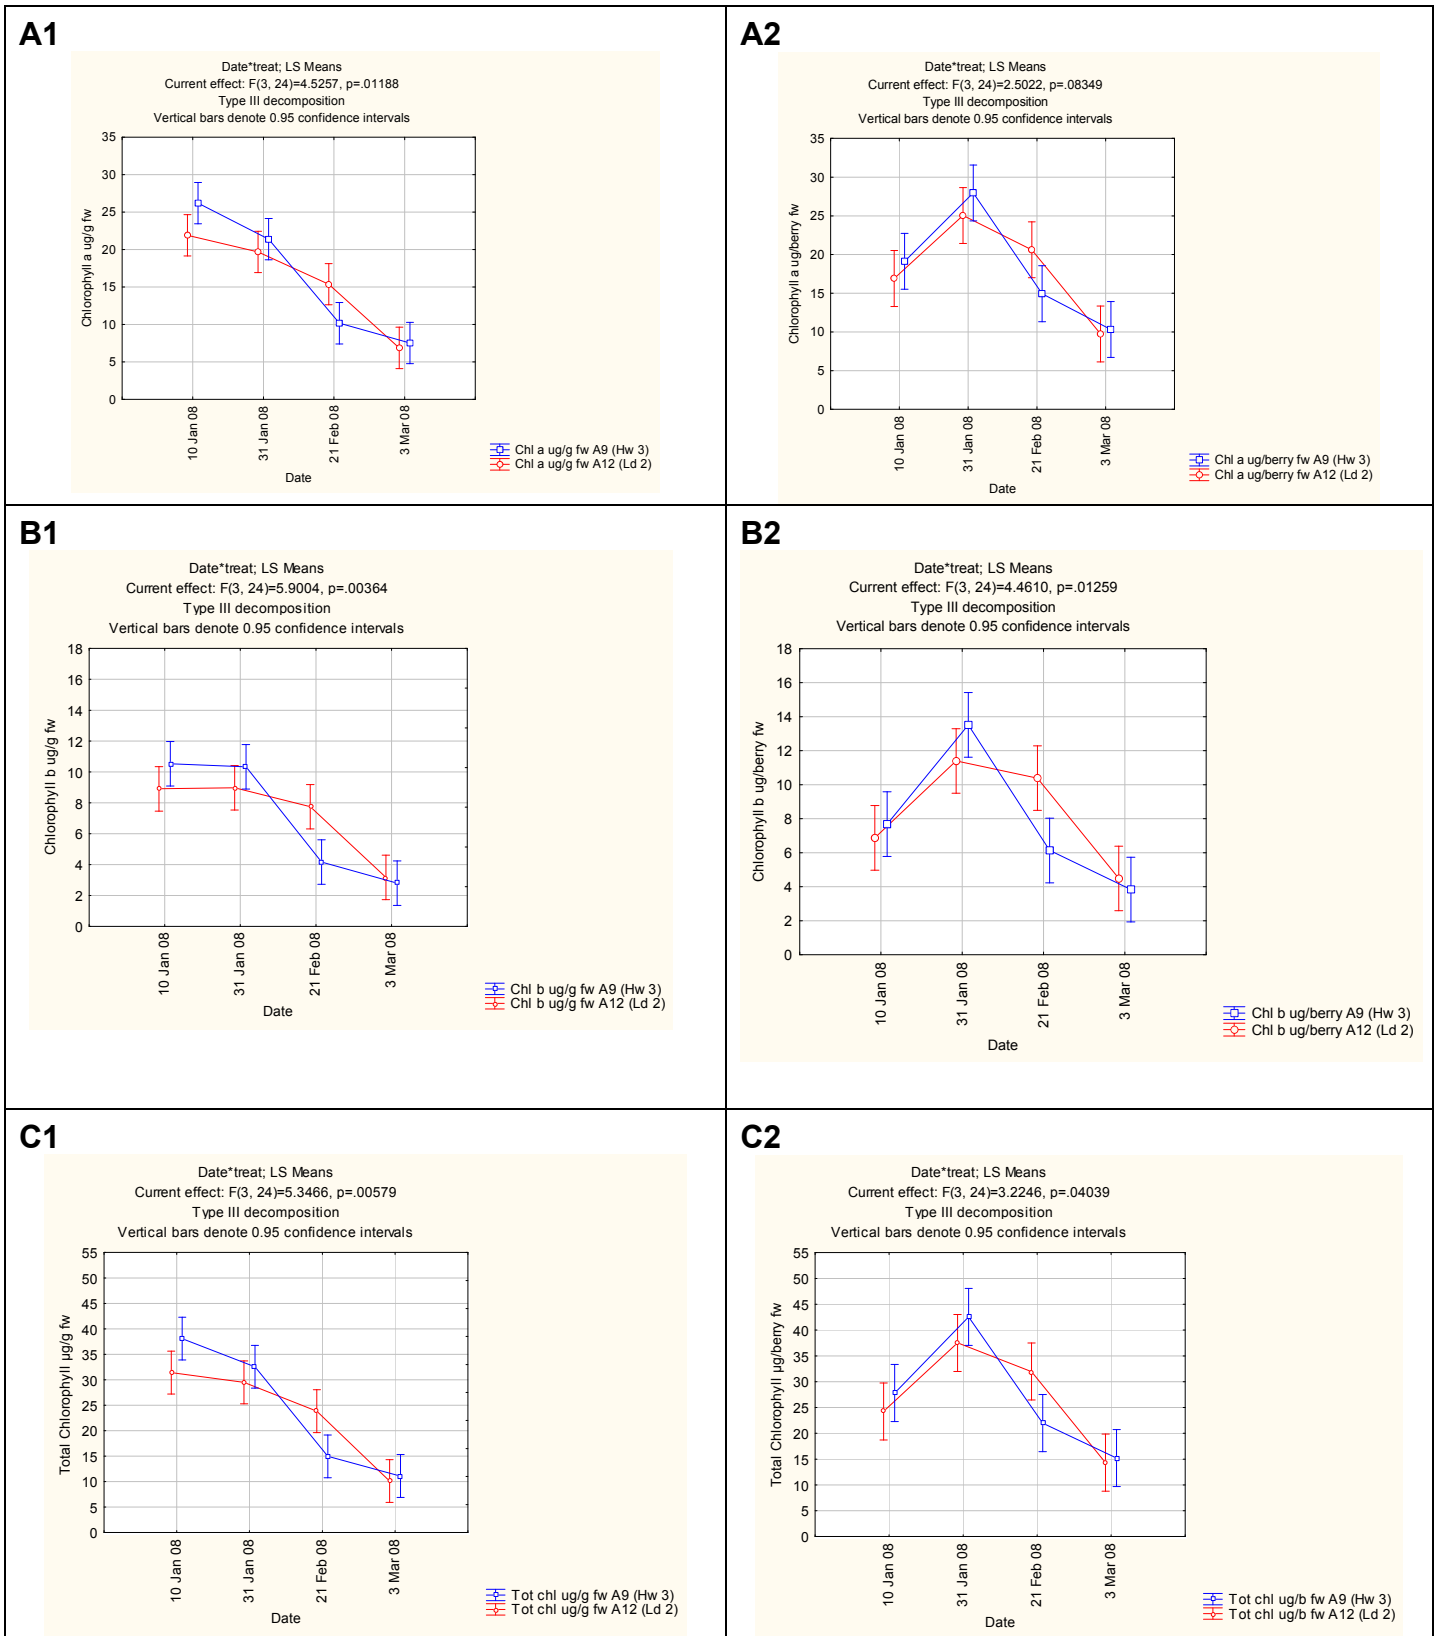 A1
Date*treat; LS Means
Current effect: F(3, 24)=4.5257, p=.01188
Type III decomposition
Vertical bars denote 0.95 confidence intervals
35
30
25
20
15
10
5
0
Chlorophyll a ug/g fw
10 Jan 08
31 Jan 08
21 Feb 08
3 Mar 08
Date
Chl a ug/g fw A9 (Hw 3)
Chl a ug/g fw A12 (Ld 2)
A2
Date*treat; LS Means
Current effect: F(3, 24)=2.5022, p=.08349
Type III decomposition
Vertical bars denote 0.95 confidence intervals
35
30
25
20
15
10
5
0
Chlorophyll a ug/berry fw
10 Jan 08
31 Jan 08
21 Feb 08
3 Mar 08
Date
Chl a ug/berry fw A9 (Hw 3)
Chl a ug/berry fw A12 (Ld 2)
B1
Date*treat; LS Means
Current effect: F(3, 24)=5.9004, p=.00364
Type III decomposition
Vertical bars denote 0.95 confidence intervals
18
16
14
12
10
8
6
4
2
0
Chlorophyll b ug/g fw
10 Jan 08
31 Jan 08
21 Feb 08
3 Mar 08
Date
Chl b ug/g fw A9 (Hw 3)
Chl b ug/g fw A12 (Ld 2)
B2
Date*treat; LS Means
Current effect: F(3, 24)=4.4610, p=.01259
Type III decomposition
Vertical bars denote 0.95 confidence intervals
18
16
14
12
10
8
6
4
2
0
Chlorophyll b ug/berry fw
10 Jan 08
31 Jan 08
21 Feb 08
3 Mar 08
Date
Chl b ug/berry A9 (Hw 3)
Chl b ug/berry A12 (Ld 2)
C1
Date*treat; LS Means
Current effect: F(3, 24)=5.3466, p=.00579
Type III decomposition
Vertical bars denote 0.95 confidence intervals
55
50
45
40
35
30
25
20
15
10
5
0
Total Chlorophyll µg/g fw
10 Jan 08
31 Jan 08
21 Feb 08
3 Mar 08
Date
Tot chl ug/g fw A9 (Hw 3)
Tot chl ug/g fw A12 (Ld 2)
C2
Date*treat; LS Means
Current effect: F(3, 24)=3.2246, p=.04039
Type III decomposition
Vertical bars denote 0.95 confidence intervals
55
50
45
40
35
30
25
20
15
10
5
0
Total Chlorophyll µg/berry fw
10 Jan 08
31 Jan 08
21 Feb 08
3 Mar 08
Date
Tot chl ug/b fw A9 (Hw 3)
Tot chl ug/b fw A12 (Ld 2)